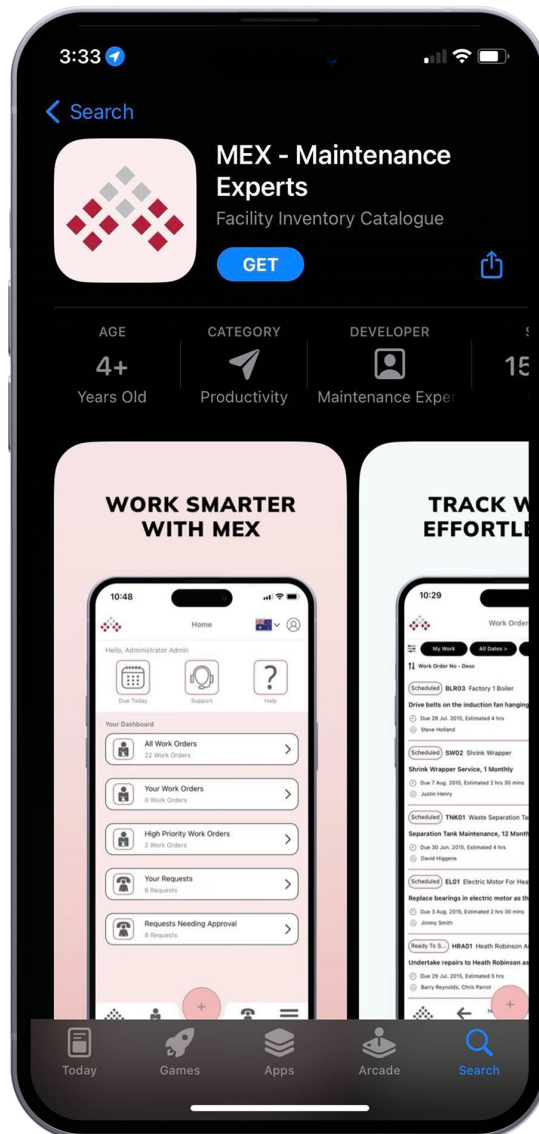 3:33
Search
MEX - Maintenance
Experts
Facility Inventory Catalogue
GET
AGE
CATEGORY
DEVELOPER
4+
15
Years Old
Productivity
Maintenance Exper
WORK SMARTER
WITH MEX
10:48
Home
Hello, Administrator Admin
Due Today
Support
Help
Your Dashboard
All Work Orders
22 Work Orders
Your Work Orders
0 Work Orders
High Priority Work Orders
2 Work Orders
Your Requests
6 Requests
Requests Needing Approval
8 Requests
TRACK W
EFFORTLE
10:29
Work Order
My Work
All Dates >
Work Order No - Desc
Scheduled BLR03 Factory 1 Boiler
Drive belts on the induction fan hanging
Due 28 Jul. 2015, Estimated 4 hrs
Steve Holland
Scheduled SW02 Shrink Wrapper
Shrink Wrapper Service, 1 Monthly
Due 7 Aug. 2015, Estimated 2 hrs 30 mins
Justin Henry
Scheduled TNK01 Waste Separation Ta
Separation Tank Maintenance, 12 Month
Due 30 Jun. 2015, Estimated 4 hrs
David Higgens
Scheduled EL01 Electric Motor For Hea
Replace bearings in electric motor as th
Due 3 Aug. 2015, Estimated 2 hrs 30 mins
Jimmy Smith
Ready To S... HRA01 Heath Robinson A
Undertake repairs to Heath Robinson as
Due 29 Jul. 2015, Estimated 5 hrs
Barry Reynolds, Chris Parrot
Today
Games
Apps
Arcade
Search